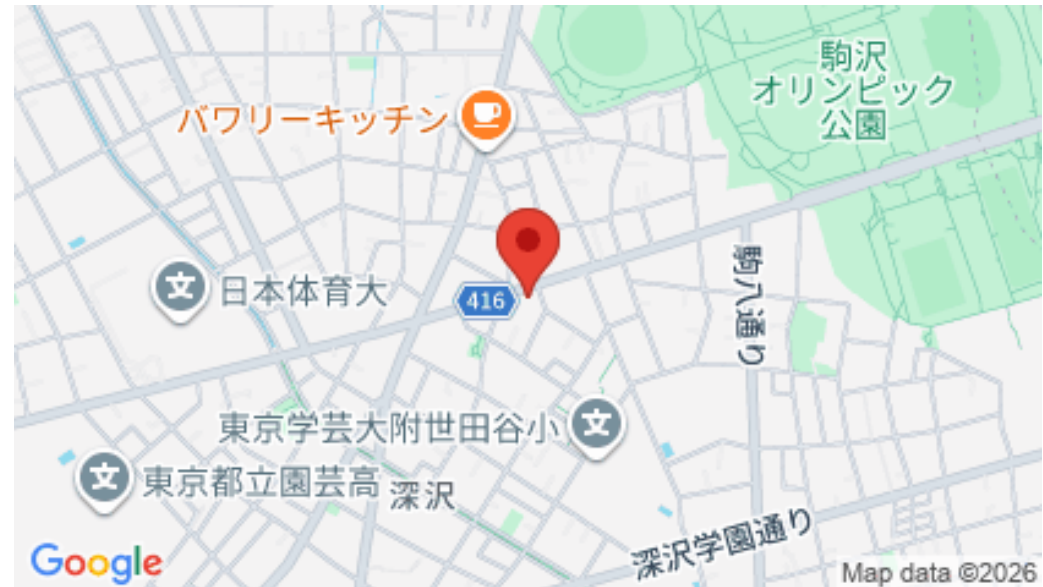 駒沢
オリンピック
公園
バワリーキッチン
駒八通り
日本体育大
416
文
東京学芸大附世田谷小
文
文
東京都立園芸高
深沢
深沢学園通り
Google
Map data ©2026